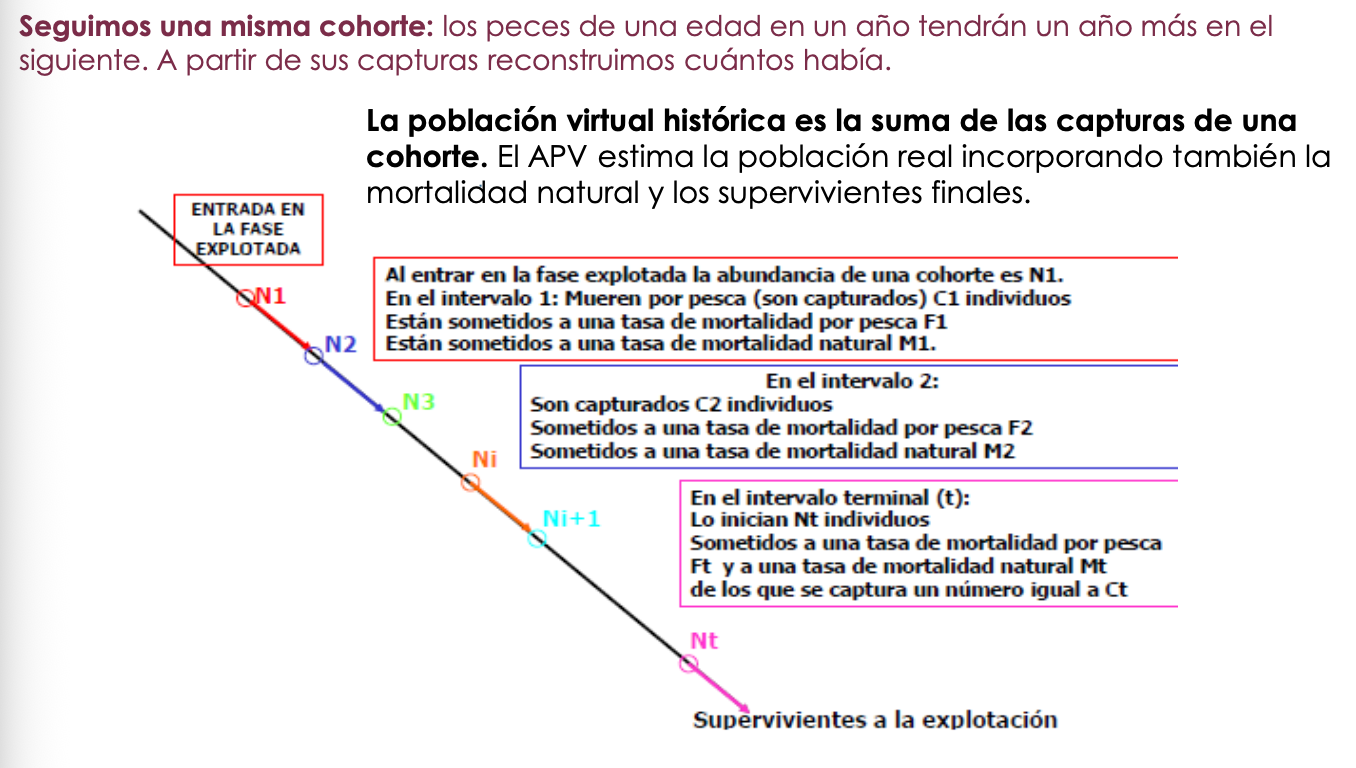 Seguimos una misma cohorte: los peces de una edad en un año tendrán un año más en el
siguiente. A partir de sus capturas reconstruimos cuántos había.
La población virtual histórica es la suma de las capturas de una
cohorte. El APV estima la población real incorporando también la
mortalidad natural y los supervivientes finales.
ENTRADA EN
LA FASE
EXPLOTADA
N1
Al entrar en la fase explotada la abundancia de una cohorte es N1.
En el intervalo 1: Mueren por pesca (son capturados) C1 individuos
Están sometidos a una tasa de mortalidad por pesca F1
Están sometidos a una tasa de mortalidad natural M1.
N2
En el intervalo 2:
Son capturados C2 individuos
Sometidos a una tasa de mortalidad por pesca F2
Sometidos a una tasa de mortalidad natural M2
N3
Ni
Ni+1
En el intervalo terminal (t):
Lo inician Nt individuos
Sometidos a una tasa de mortalidad por pesca
Ft y a una tasa de mortalidad natural Mt
de los que se captura un número igual a Ct
Nt
Supervivientes a la explotación